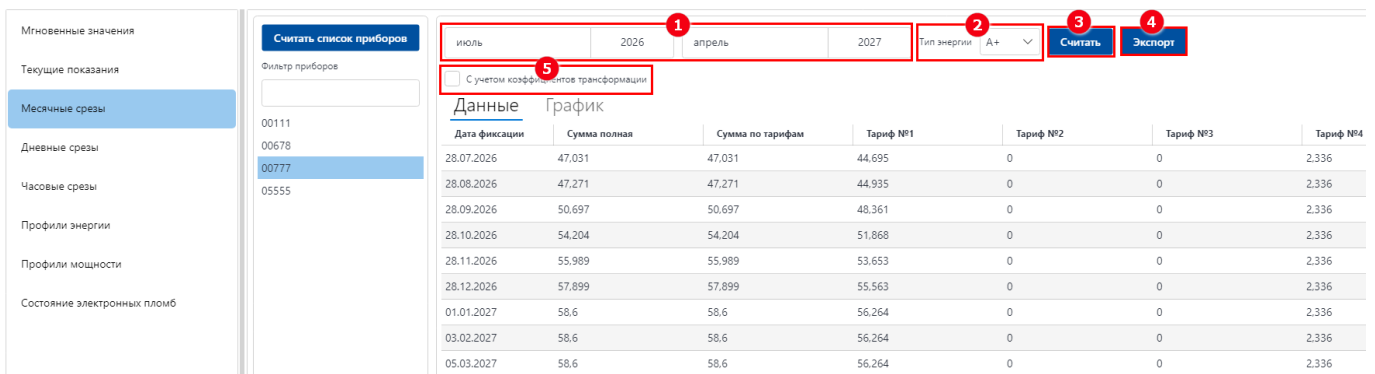 Мгновенные значения
Текущие показания
Месячные срезы
Дневные срезы
Часовые срезы
Профили энергии
Профили мощности
Состояние электронных пломб
Считать список приборов
Фильтр приборов
00111
00678
00777
05555
1 2 3 4
июль 2026 апрель 2027 Тип энергии A+ Считать Экспорт
5
С учетом коэффициентов трансформации
Данные График
Дата фиксации Сумма полная Сумма по тарифам Тариф №1 Тариф №2 Тариф №3 Тариф №4
28.07.2026 47,031 47,031 44,695 0 0 2,336
28.08.2026 47,271 47,271 44,935 0 0 2,336
28.09.2026 50,697 50,697 48,361 0 0 2,336
28.10.2026 54,204 54,204 51,868 0 0 2,336
28.11.2026 55,989 55,989 53,653 0 0 2,336
28.12.2026 57,899 57,899 55,563 0 0 2,336
01.01.2027 58,6 58,6 56,264 0 0 2,336
03.02.2027 58,6 58,6 56,264 0 0 2,336
05.03.2027 58,6 58,6 56,264 0 0 2,336